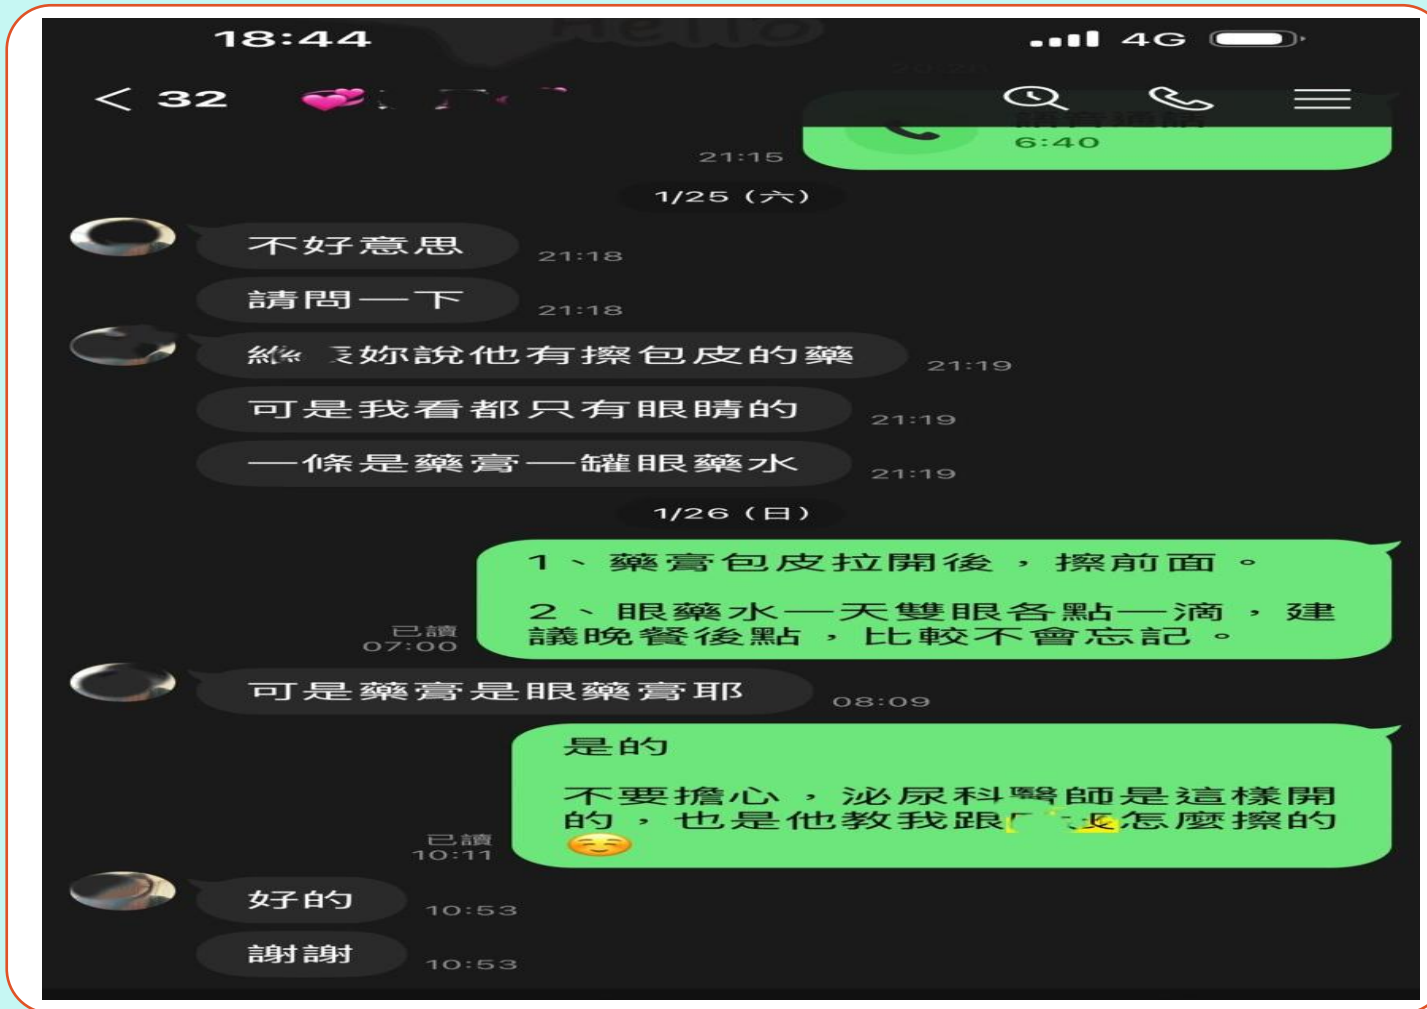 18:44
4G
32
語音通話
6:40
21:15
1/25（六）
不好意思
21:18
請問一下
21:18
妳說他有擦包皮的藥
21:19
可是我看都只有眼睛的
21:19
一條是藥膏一罐眼藥水
21:19
1/26（日）
1、藥膏包皮拉開後，擦前面。
2、眼藥水一天雙眼各點一滴，建
議晚餐後點，比較不會忘記。
已讀
07:00
可是藥膏是眼藥膏耶
08:09
是的
不要擔心，泌尿科醫師是這樣開
的，也是他教我跟怎麼擦的
已讀
10:11
好的
10:53
謝謝
10:53